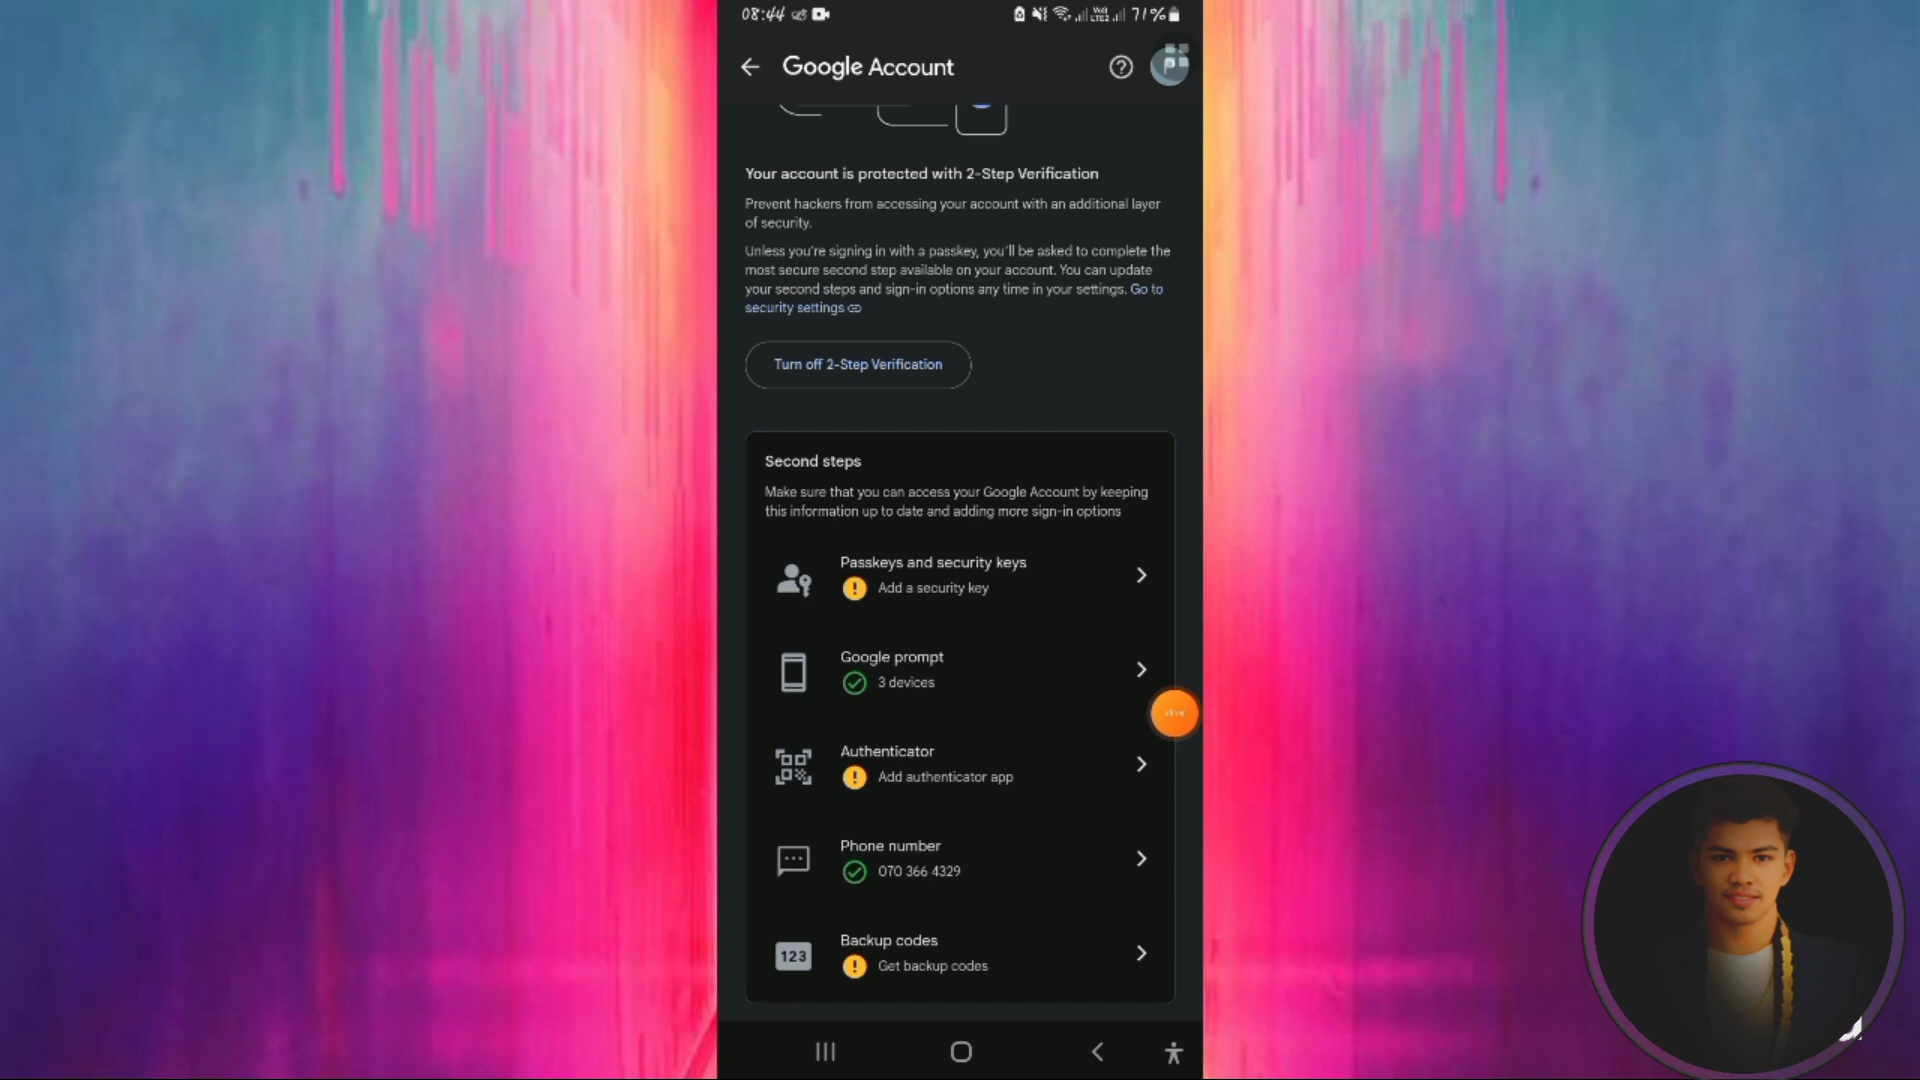 08:44 71%
Google Account
Your account is protected with 2-Step Verification
Prevent hackers from accessing your account with an additional layer
of security.
Unless you're signing in with a passkey, you'll be asked to complete the
most secure second step available on your account. You can update
your second steps and sign-in options any time in your settings. Go to
security settings
Turn off 2-Step Verification
Second steps
Make sure that you can access your Google Account by keeping
this information up to date and adding more sign-in options
Passkeys and security keys
Add a security key
Google prompt
3 devices
Authenticator
Add authenticator app
Phone number
070 366 4329
Backup codes
123
Get backup codes